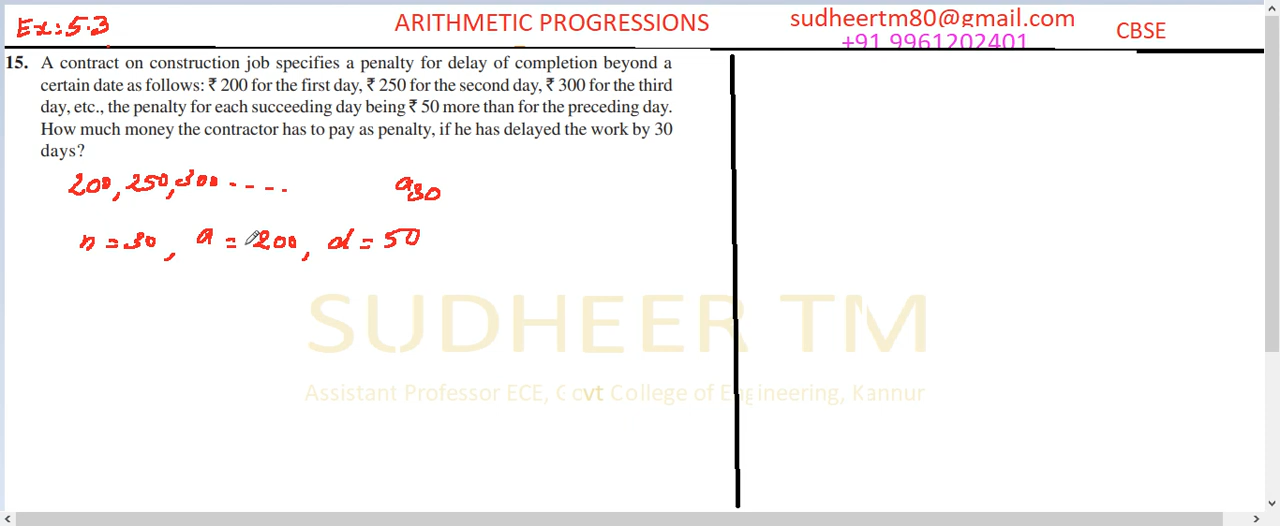 Ex: 5.3
ARITHMETIC PROGRESSIONS
sudheertm80@gmail.com
+91 9961202401
CBSE
15. A contract on construction job specifies a penalty for delay of completion beyond a
certain date as follows: ₹ 200 for the first day, ₹ 250 for the second day, ₹ 300 for the third
day, etc., the penalty for each succeeding day being ₹ 50 more than for the preceding day.
How much money the contractor has to pay as penalty, if he has delayed the work by 30
days?
200, 250, 300 ----. a30
n = 30, a = 200, d = 50
SUDHEER TM
Assistant Professor ECE, Govt College of Engineering, Kannur